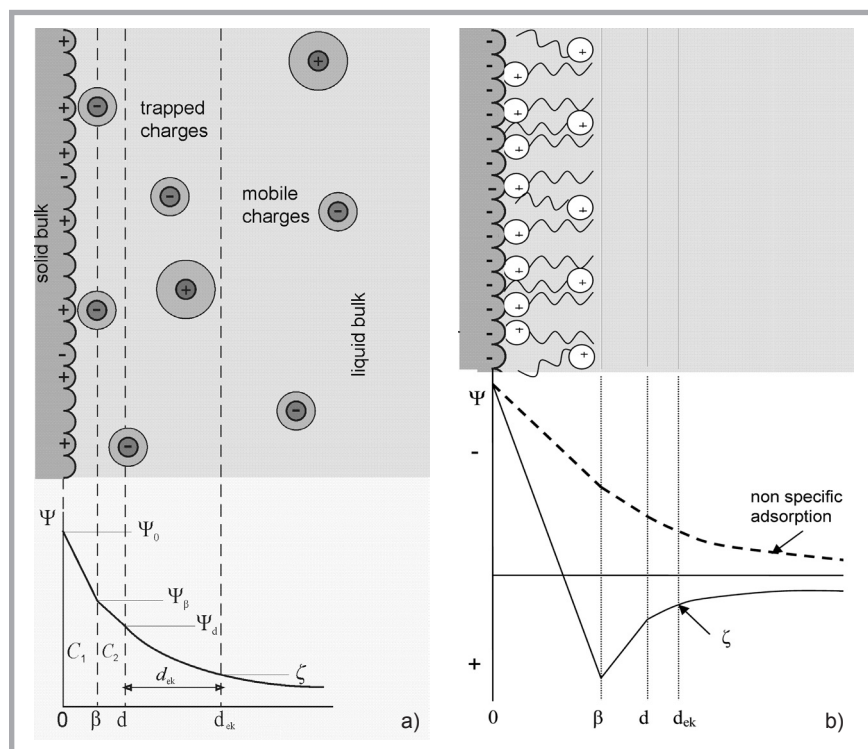 solid bulk
trapped
charges
mobile
charges
liquid bulk
+
+
+
-
+
+
-
+
+
-
-
-
-
-
-
+
+
Ψ
Ψ0
Ψβ
Ψd
C1
C2
dek
ζ
0
β
d
dek
a)
-
-
-
-
-
-
-
-
-
-
-
-
-
-
+
+
+
+
+
+
+
+
+
+
+
+
+
+
Ψ
-
non specific
adsorption
ζ
+
0
β
d
dek
b)